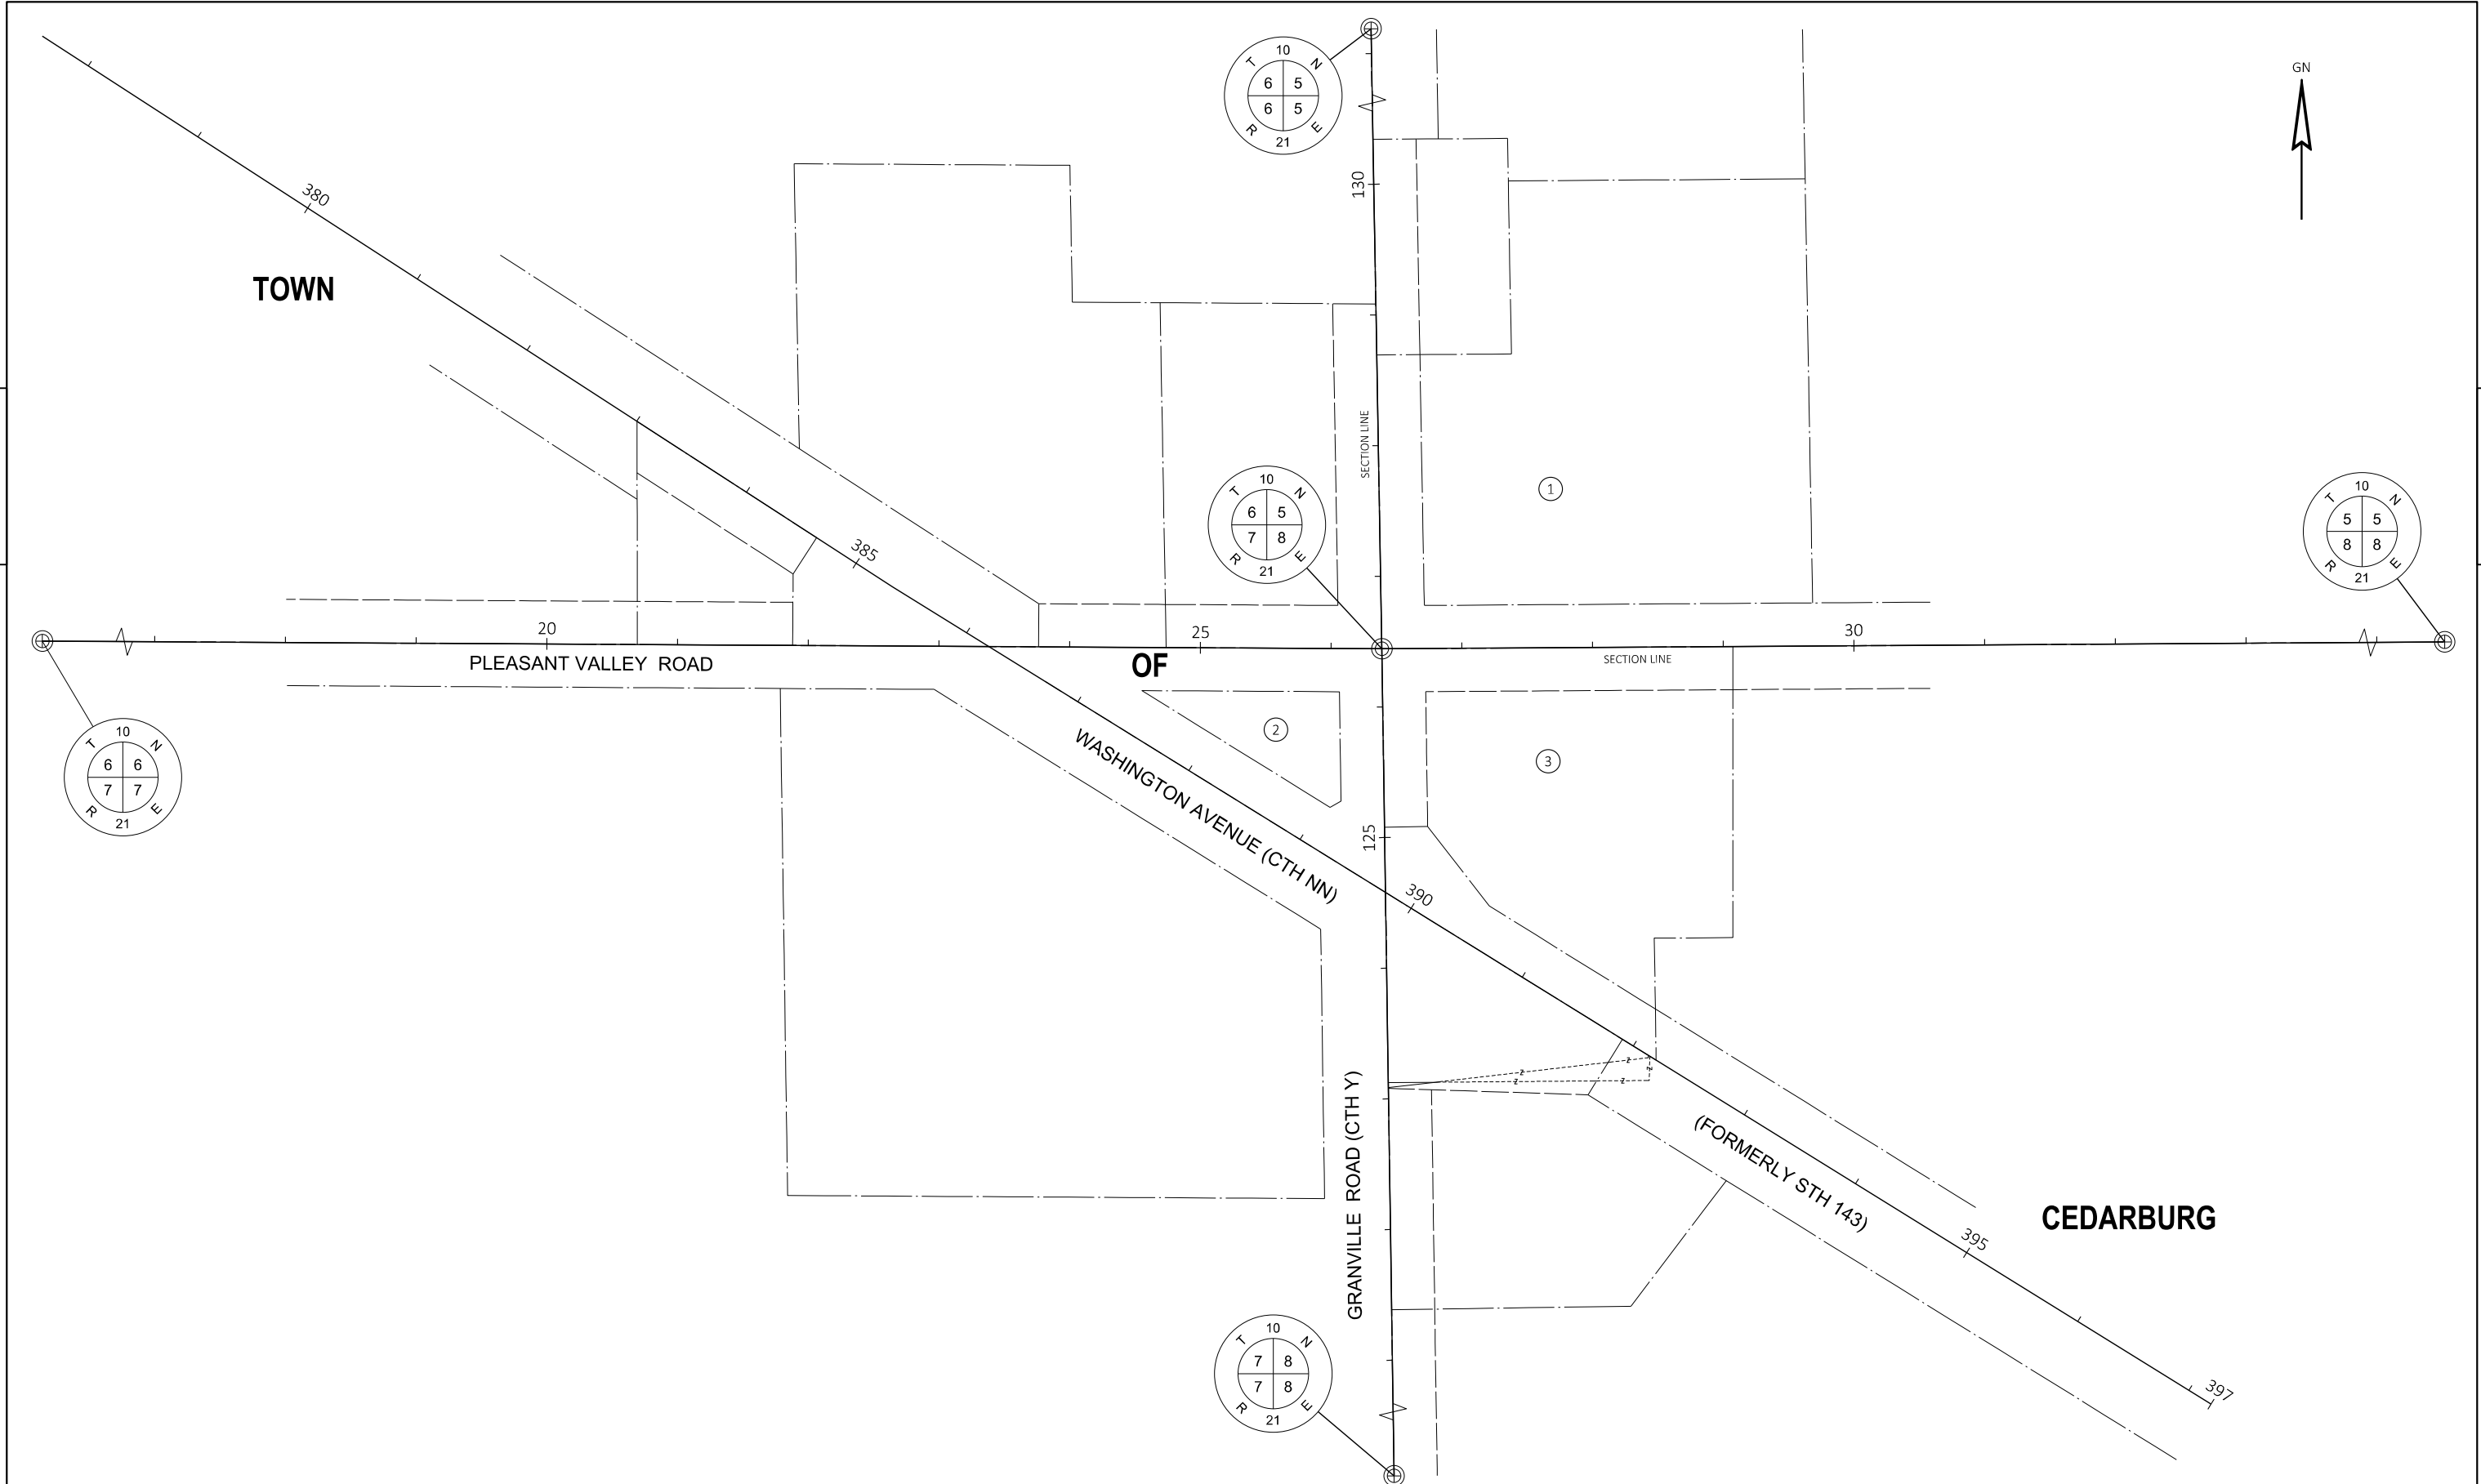 GN
10
T N
6 5
6 5
R E
21
130
380
TOWN
SECTION LINE
1
10
T N
6 5
7 8
R E
21
10
T N
5 5
8 8
R E
21
385
20
25
30
PLEASANT VALLEY ROAD
OF
SECTION LINE
10
T N
6 6
7 7
R E
21
2
3
WASHINGTON AVENUE (CTH NN)
125
390
z
z
z
z
z
GRANVILLE ROAD (CTH Y)
(FORMERLY STH 143)
CEDARBURG
395
10
T N
7 8
7 8
R E
21
397